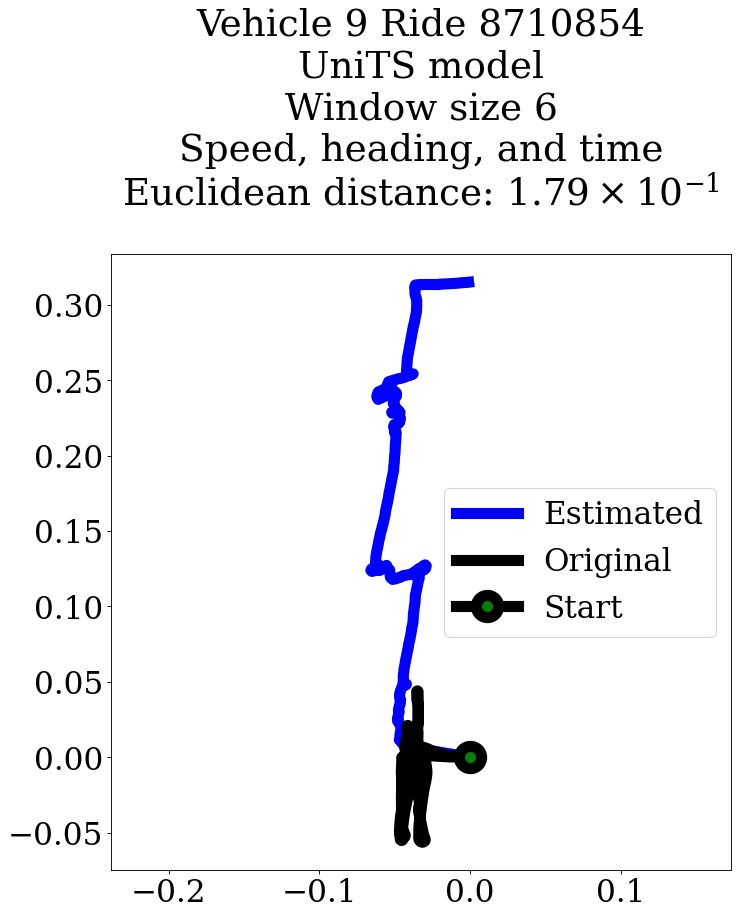 Vehicle 9 Ride 8710854
UniTS model
Window size 6
Speed, heading, and time
Euclidean distance: 1.79 × 10⁻¹
0.30
0.25
0.20
0.15
0.10
0.05
0.00
−0.05
Estimated
Original
Start
−0.2
−0.1
0.0
0.1